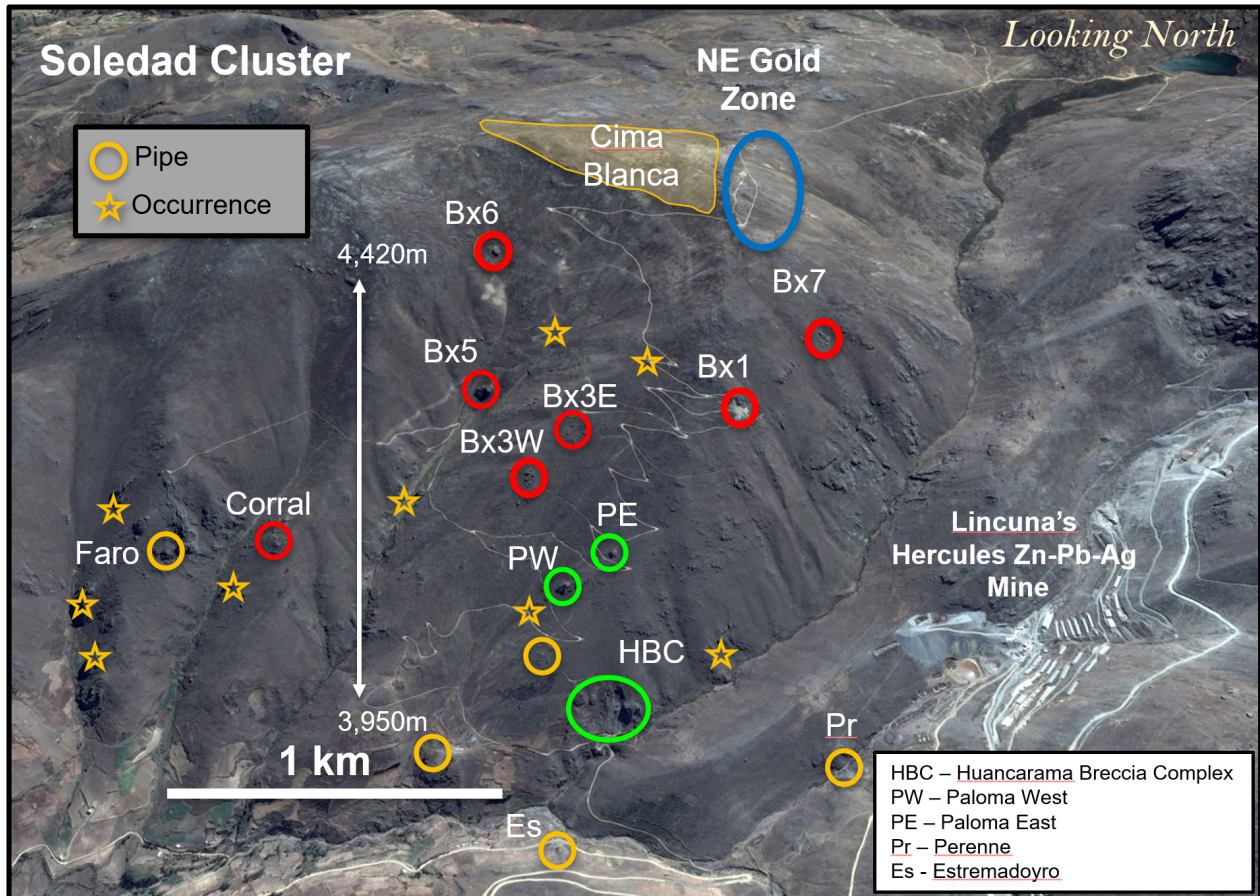 Soledad Cluster
Looking North
NE Gold
Zone
Pipe
Occurrence
Cima
Blanca
Bx6
4,420m
Bx7
Bx5
Bx1
Bx3E
Bx3W
Corral
PE
Faro
PW
Lincuna's
Hercules Zn-Pb-Ag
Mine
HBC
3,950m
Pr
1 km
Es
HBC – Huancarama Breccia Complex
PW – Paloma West
PE – Paloma East
Pr – Perenne
Es - Estremadoyro